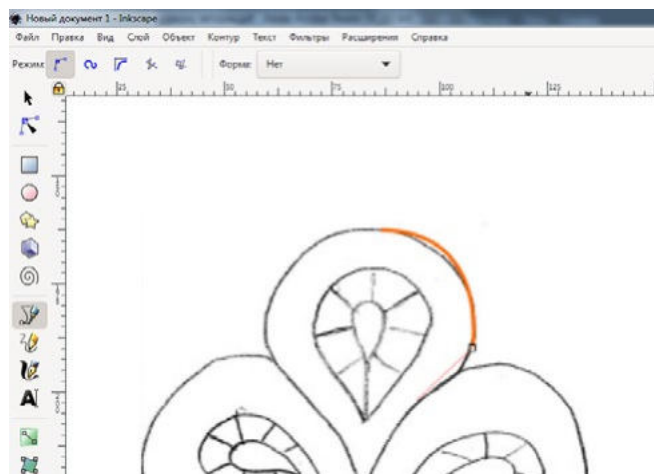 Новый документ 1 - Inkscape
Файл Правка Вид Слой Объект Контур Текст Фильтры Расширения Справка
Режим: Форма: Нет
25 50 75 100 125